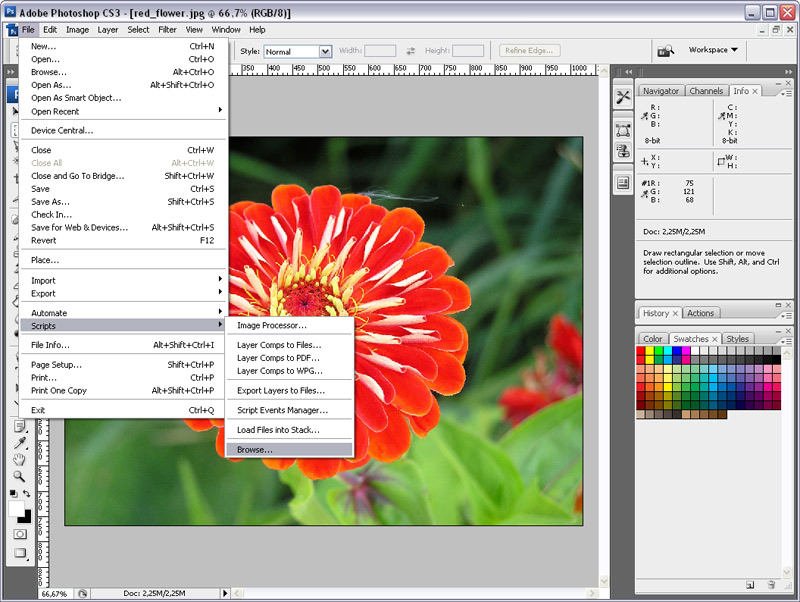 Adobe Photoshop CS3 - [red_flower.jpg @ 66,7% (RGB/8)]
File Edit Image Layer Select Filter View Window Help
Style: Normal Width: Height: Refine Edge... Workspace
350 400 450 500 550 600 650 700 750 800 850 900 950 1000
New... Ctrl+N
Open... Ctrl+O
Browse... Alt+Ctrl+O
Open As... Alt+Shift+Ctrl+O
Open As Smart Object...
Open Recent
Device Central...
Close Ctrl+W
Close All Alt+Ctrl+W
Close and Go To Bridge... Shift+Ctrl+W
Save Ctrl+S
Save As... Shift+Ctrl+S
Check In...
Save for Web & Devices... Alt+Shift+Ctrl+S
Revert F12
Place...
Import
Export
Automate
Scripts
File Info... Alt+Shift+Ctrl+I
Page Setup... Shift+Ctrl+P
Print... Ctrl+P
Print One Copy Alt+Shift+Ctrl+P
Exit Ctrl+Q
Image Processor...
Layer Comps to Files...
Layer Comps to PDF...
Layer Comps to WPG...
Export Layers to Files...
Script Events Manager...
Load Files into Stack...
Browse...
Navigator Channels Info ×
R: C:
G: M:
B: Y:
K:
8-bit 8-bit
X: W:
Y: H:
#1R: 75
G: 121
B: 68
Doc: 2,25M/2,25M
Draw rectangular selection or move
selection outline. Use Shift, Alt, and Ctrl
for additional options.
History × Actions
Color Swatches × Styles
66,67% Doc: 2,25M/2,25M